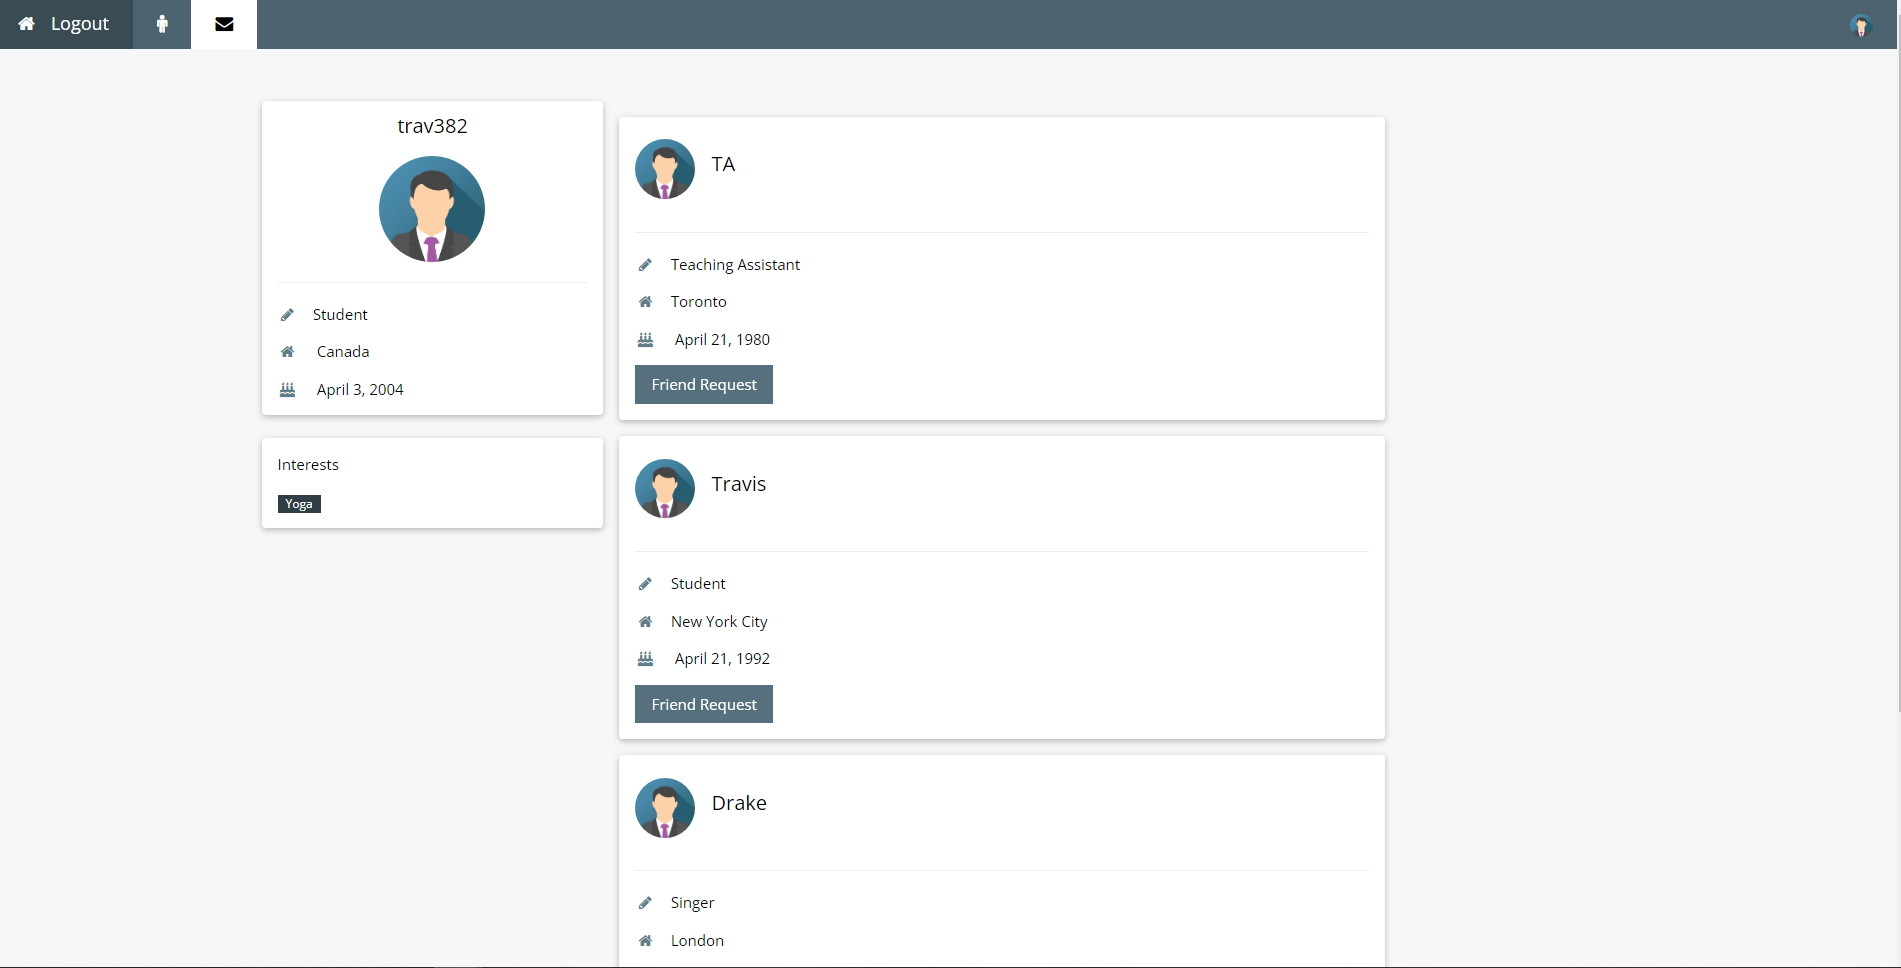 Logout
trav382
Student
Canada
April 3, 2004
Interests
Yoga
TA
Teaching Assistant
Toronto
April 21, 1980
Friend Request
Travis
Student
New York City
April 21, 1992
Friend Request
Drake
Singer
London